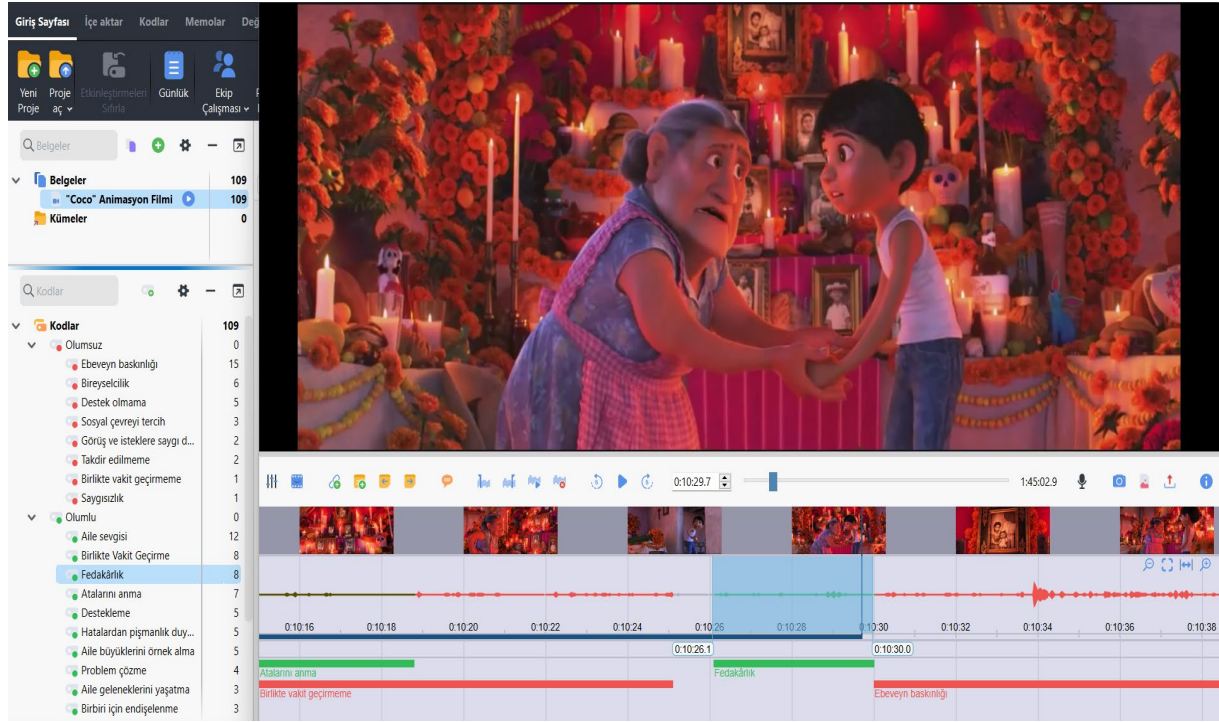 Giriş Sayfası İçe aktar Kodlar Memolar Değ
Yeni Proje
Proje aç
Etkinleştirmeleri Sıfırla
Günlük
Ekip Çalışması
Belgeler
Belgeler 109
"Coco" Animasyon Filmi 109
Kümeler 0
Kodlar
Kodlar 109
Olumsuz 0
Ebeveyn baskınlığı 15
Bireyselcilik 6
Destek olmama 5
Sosyal çevreyi tercih 3
Görüş ve isteklere saygı d... 2
Takdir edilmeme 2
Birlikte vakit geçirmeme 1
Saygısızlık 1
Olumlu 0
Aile sevgisi 12
Birlikte Vakit Geçirme 8
Fedakârlık 8
Atalarını anma 7
Destekleme 5
Hatalardan pişmanlık duy... 5
Aile büyüklerini örnek alma 5
Problem çözme 4
Aile geleneklerini yaşatma 3
Birbiri için endişelenme 3
0:10:29.7 1:45:02.9
0:10:16 0:10:18 0:10:20 0:10:22 0:10:24 0:10:26 0:10:28 0:10:30 0:10:32 0:10:34 0:10:36 0:10:38
0:10:26.1 0:10:30.0
Atalarını anma Fedakârlık
Birlikte vakit geçirmeme Ebeveyn baskınlığı